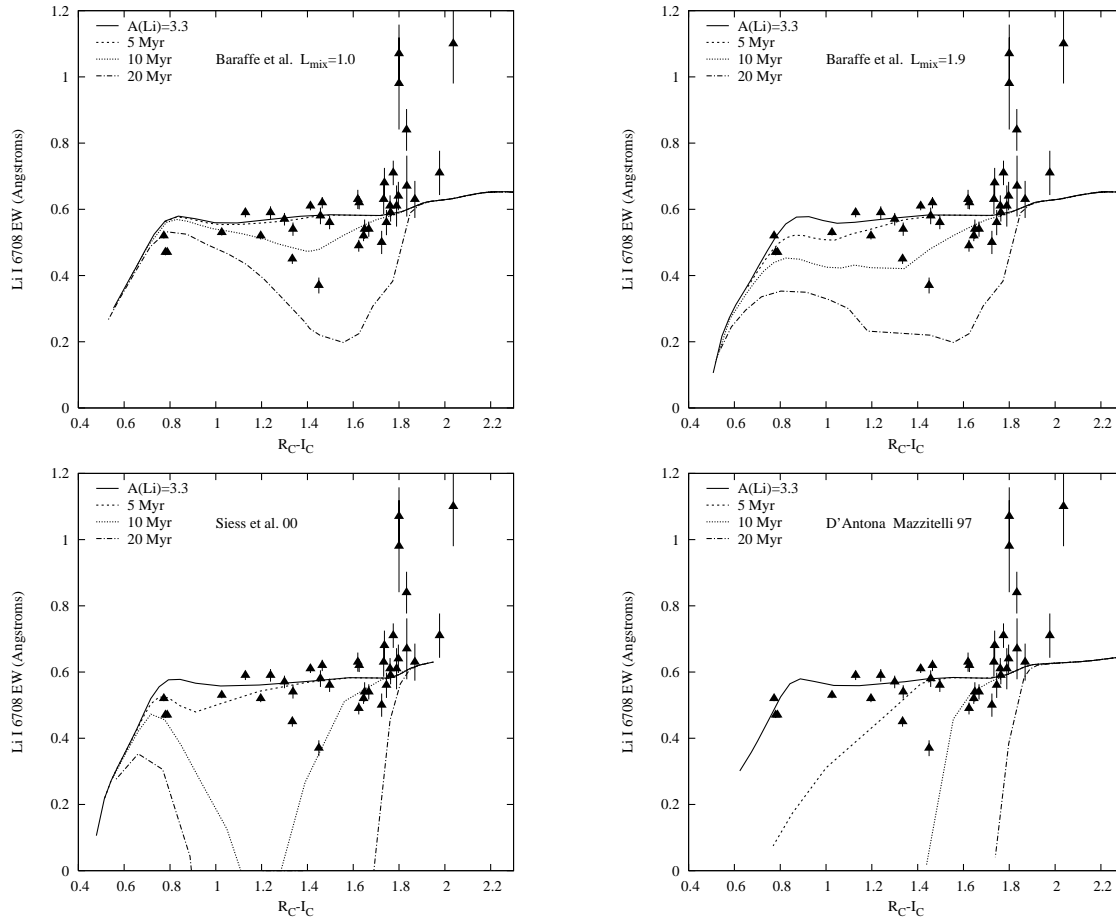 A(Li)=3.3
5 Myr
10 Myr
20 Myr
Baraffe et al. L_mix=1.0
Li I 6708 EW (Angstroms)
0
0.2
0.4
0.6
0.8
1
1.2
0.4 0.6 0.8 1 1.2 1.4 1.6 1.8 2 2.2
R_C-I_C
A(Li)=3.3
5 Myr
10 Myr
20 Myr
Baraffe et al. L_mix=1.9
Li I 6708 EW (Angstroms)
0
0.2
0.4
0.6
0.8
1
1.2
0.4 0.6 0.8 1 1.2 1.4 1.6 1.8 2 2.2
R_C-I_C
A(Li)=3.3
5 Myr
10 Myr
20 Myr
Siess et al. 00
Li I 6708 EW (Angstroms)
0
0.2
0.4
0.6
0.8
1
1.2
0.4 0.6 0.8 1 1.2 1.4 1.6 1.8 2 2.2
R_C-I_C
A(Li)=3.3
5 Myr
10 Myr
20 Myr
D'Antona Mazzitelli 97
Li I 6708 EW (Angstroms)
0
0.2
0.4
0.6
0.8
1
1.2
0.4 0.6 0.8 1 1.2 1.4 1.6 1.8 2 2.2
R_C-I_C